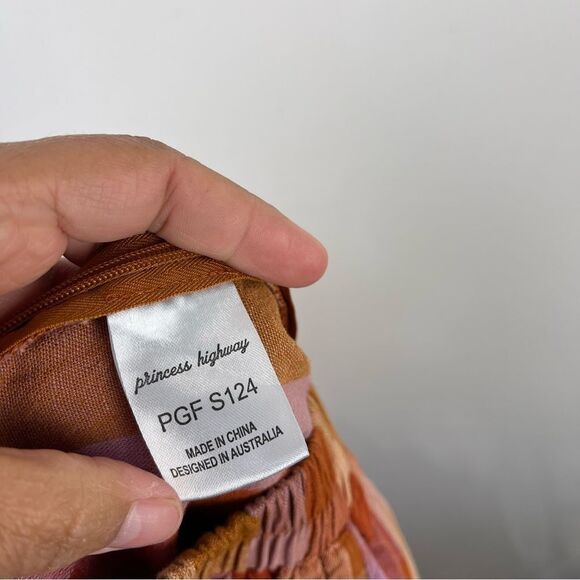 princess highway
PGF S124
MADE IN CHINA
DESIGNED IN AUSTRALIA